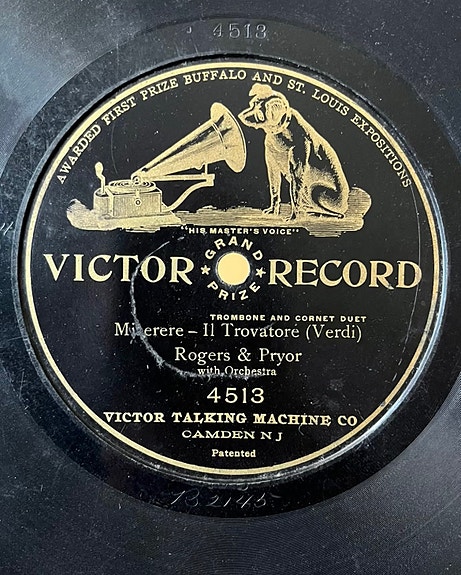 4513
AWARDED FIRST PRIZE BUFFALO AND ST. LOUIS EXPOSITIONS
"HIS MASTER'S VOICE"
VICTOR RECORD
GRAND PRIZE
TROMBONE AND CORNET DUET
Miserere – Il Trovatore (Verdi)
Rogers & Pryor
with Orchestra
4513
VICTOR TALKING MACHINE CO
CAMDEN N J
Patented